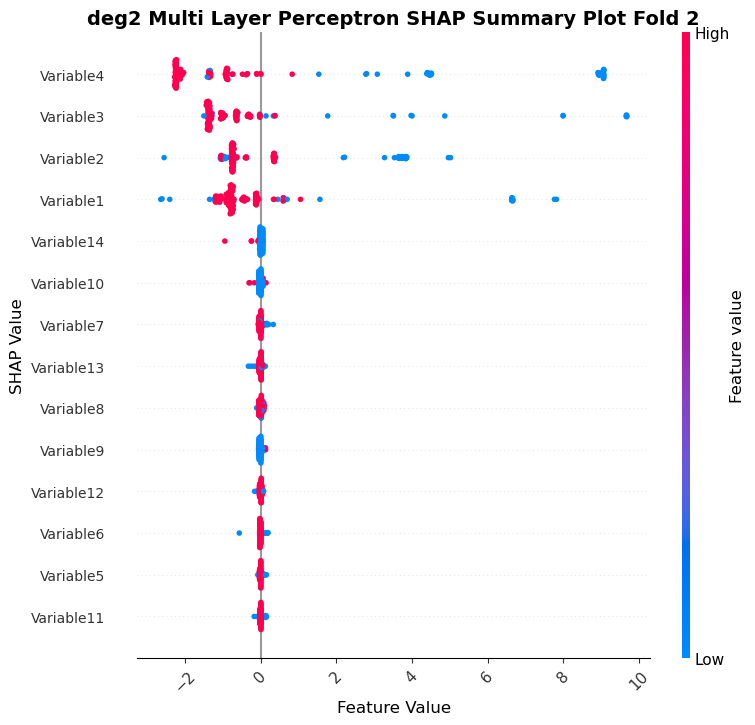 deg2 Multi Layer Perceptron SHAP Summary Plot Fold 2
High
Variable4
Variable3
Variable2
Variable1
Variable14
Variable10
Variable7
Variable13
Variable8
Variable9
Variable12
Variable6
Variable5
Variable11
SHAP Value
Feature value
Low
−2
0
2
4
6
8
10
Feature Value